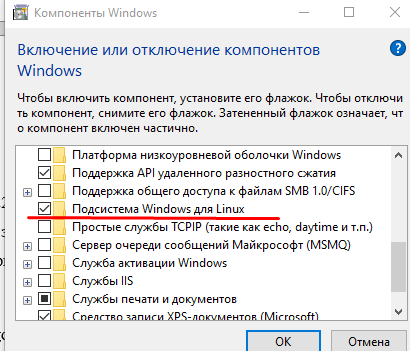 Компоненты Windows
Включение или отключение компонентов
Windows
Чтобы включить компонент, установите его флажок. Чтобы отключи
ть компонент, снимите его флажок. Затененный флажок означает, чт
о компонент включен частично.
Платформа низкоуровневой оболочки Windows
Поддержка API удаленного разностного сжатия
Поддержка общего доступа к файлам SMB 1.0/CIFS
Подсистема Windows для Linux
Простые службы TCPIP (такие как echo, daytime и т.п.)
Сервер очереди сообщений Майкрософт (MSMQ)
Служба активации Windows
Службы IIS
Службы печати и документов
Средство записи XPS-документов (Microsoft)
ОК
Отмена